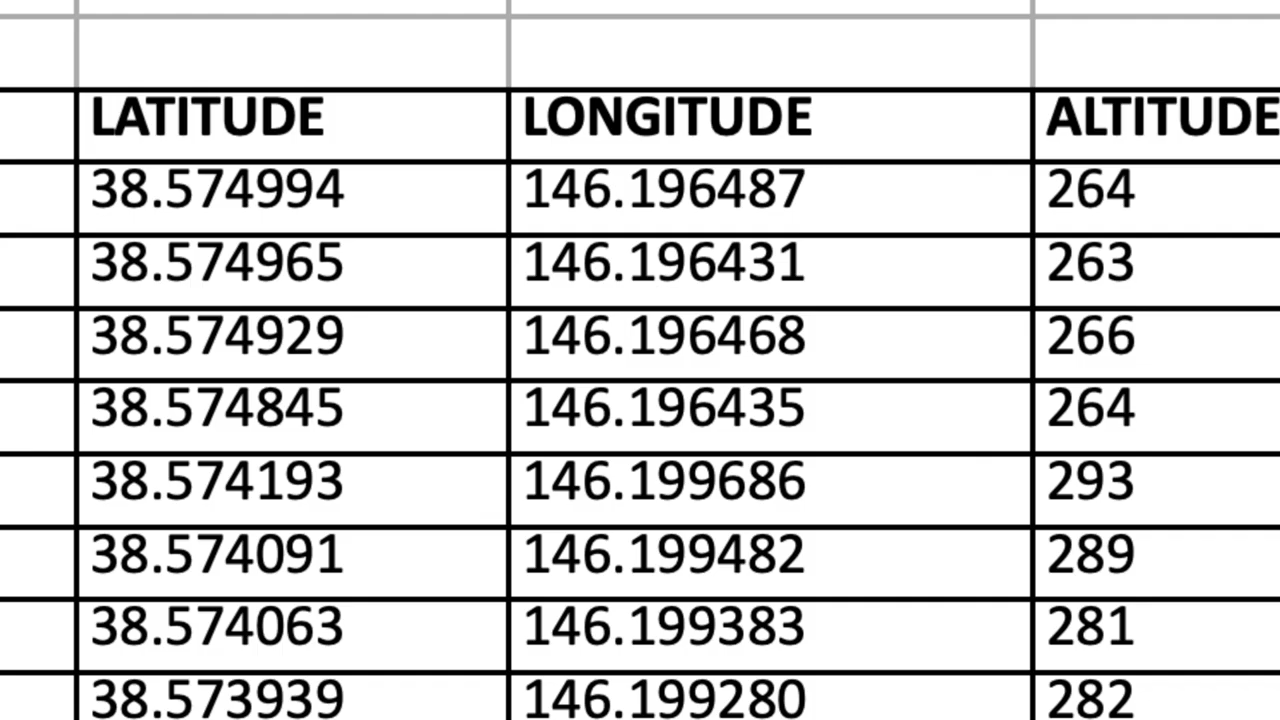 LATITUDE LONGITUDE ALTITUDE
38.574994 146.196487 264
38.574965 146.196431 263
38.574929 146.196468 266
38.574845 146.196435 264
38.574193 146.199686 293
38.574091 146.199482 289
38.574063 146.199383 281
38.573939 146.199280 282